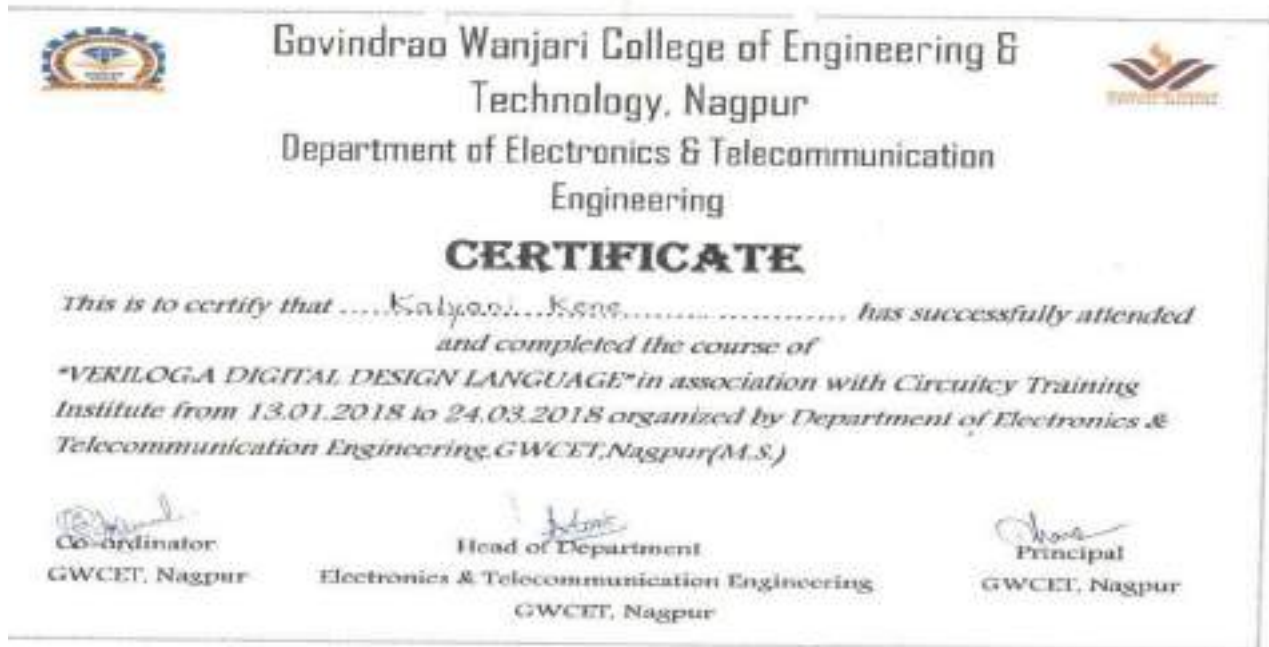 Govindrao Wanjari College of Engineering &
Technology, Nagpur
Department of Electronics & Telecommunication
Engineering
CERTIFICATE
This is to certify that ....Kalyani...Kene..................... has successfully attended
and completed the course of
"VERILOG.A DIGITAL DESIGN LANGUAGE" in association with Circuitcy Training
Institute from 13.01.2018 to 24.03.2018 organized by Department of Electronics &
Telecommunication Engineering,GWCET,Nagpur(M.S.)
Co-ordinator
GWCET, Nagpur
Head of Department
Electronics & Telecommunication Engineering
GWCET, Nagpur
Principal
GWCET, Nagpur